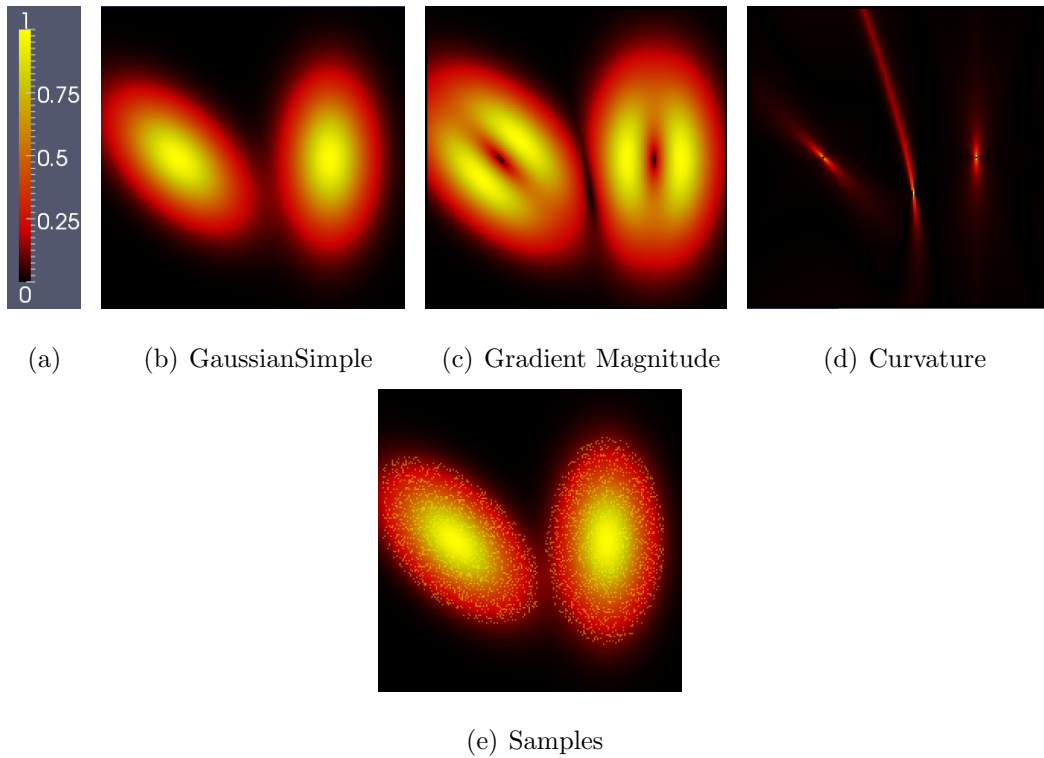 1
0.75
0.5
0.25
0
(a)
(b) GaussianSimple
(c) Gradient Magnitude
(d) Curvature
(e) Samples